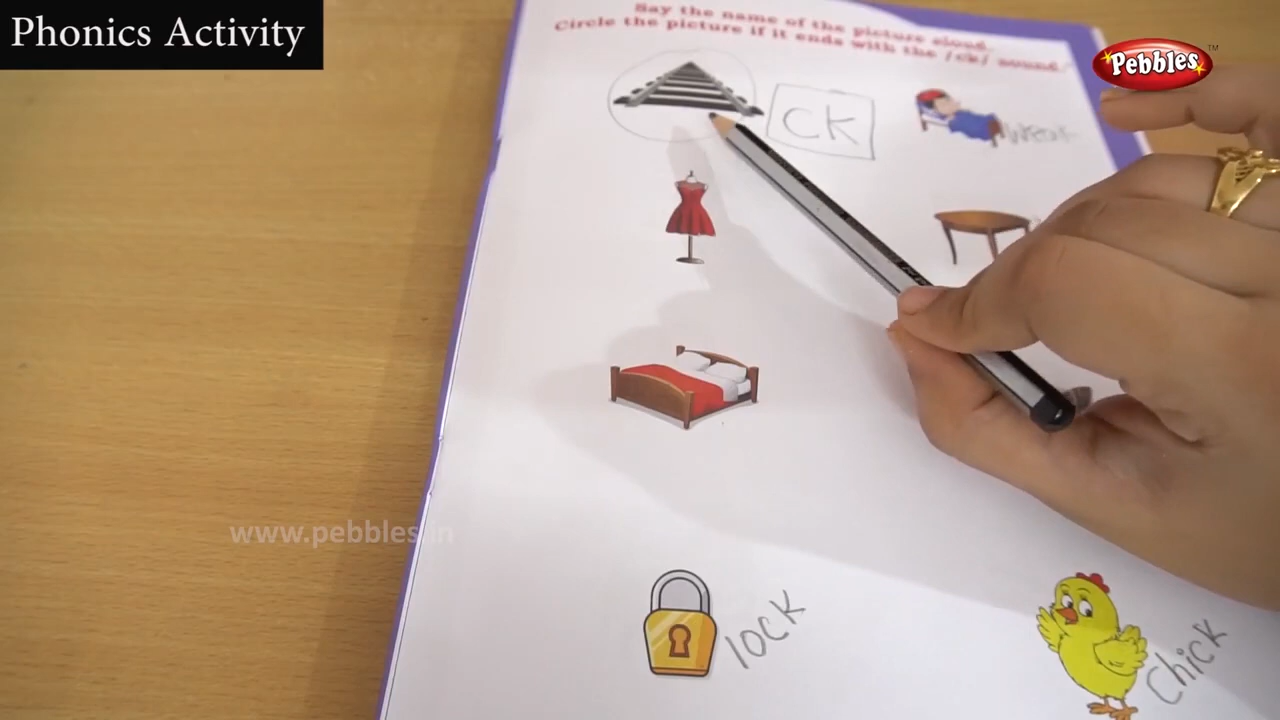 Phonics Activity
Say the name of the picture aloud.
Circle the picture if it ends with the /ck/ sound.
Pebbles™
CK
www.pebbles.in
lock
Chick